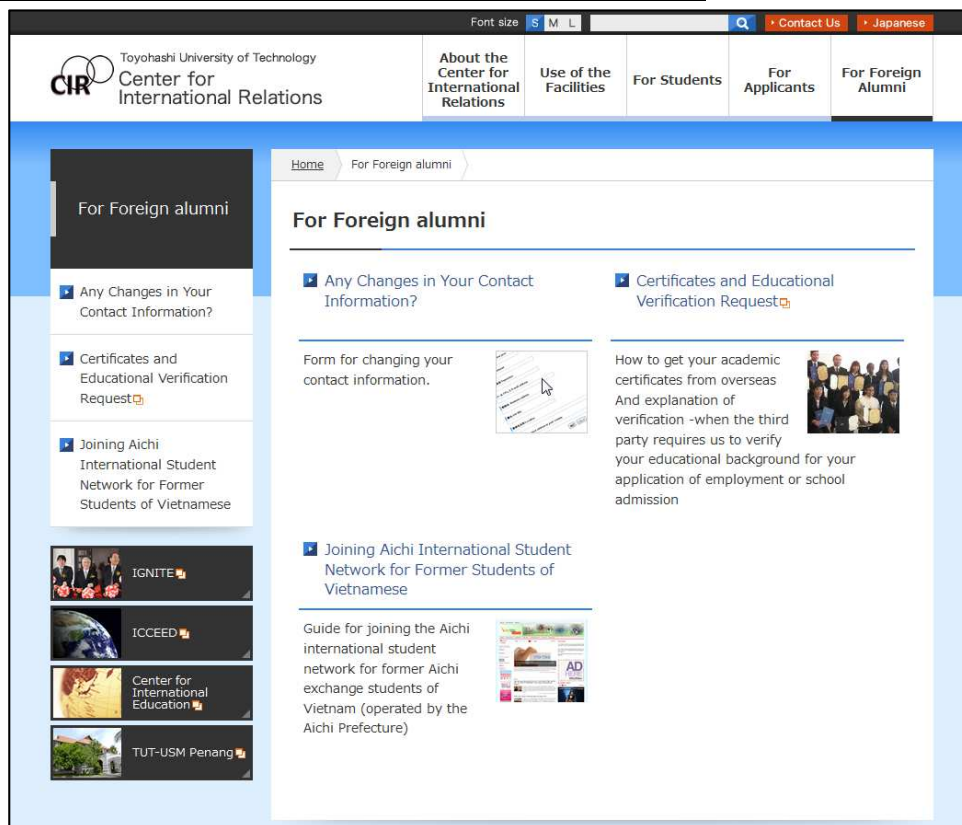 Font size S M L
Contact Us
Japanese
CIR
Toyohashi University of Technology
Center for
International Relations
About the
Center for
International
Relations
Use of the
Facilities
For Students
For
Applicants
For Foreign
Alumni
For Foreign alumni
Any Changes in Your
Contact Information?
Certificates and
Educational Verification
Request
Joining Aichi
International Student
Network for Former
Students of Vietnamese
IGNITE
ICCEED
Center for
International
Education
TUT-USM Penang
Home
For Foreign alumni
For Foreign alumni
Any Changes in Your Contact
Information?
Form for changing your
contact information.
Certificates and Educational
Verification Request
How to get your academic
certificates from overseas
And explanation of
verification -when the third
party requires us to verify
your educational background for your
application of employment or school
admission
Joining Aichi International Student
Network for Former Students of
Vietnamese
Guide for joining the Aichi
international student
network for former Aichi
exchange students of
Vietnam (operated by the
Aichi Prefecture)
AD